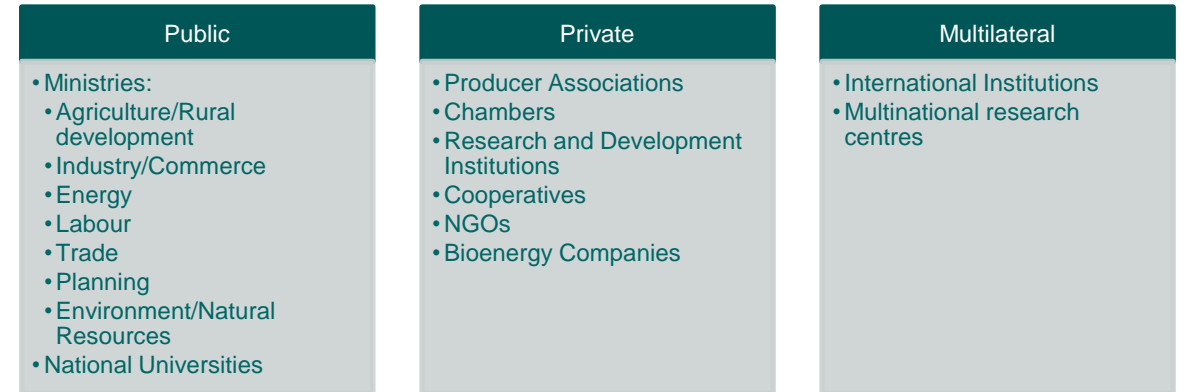 Public
• Ministries:
• Agriculture/Rural
development
• Industry/Commerce
• Energy
• Labour
• Trade
• Planning
• Environment/Natural
Resources
• National Universities
Private
• Producer Associations
• Chambers
• Research and Development
Institutions
• Cooperatives
• NGOs
• Bioenergy Companies
Multilateral
• International Institutions
• Multinational research
centres